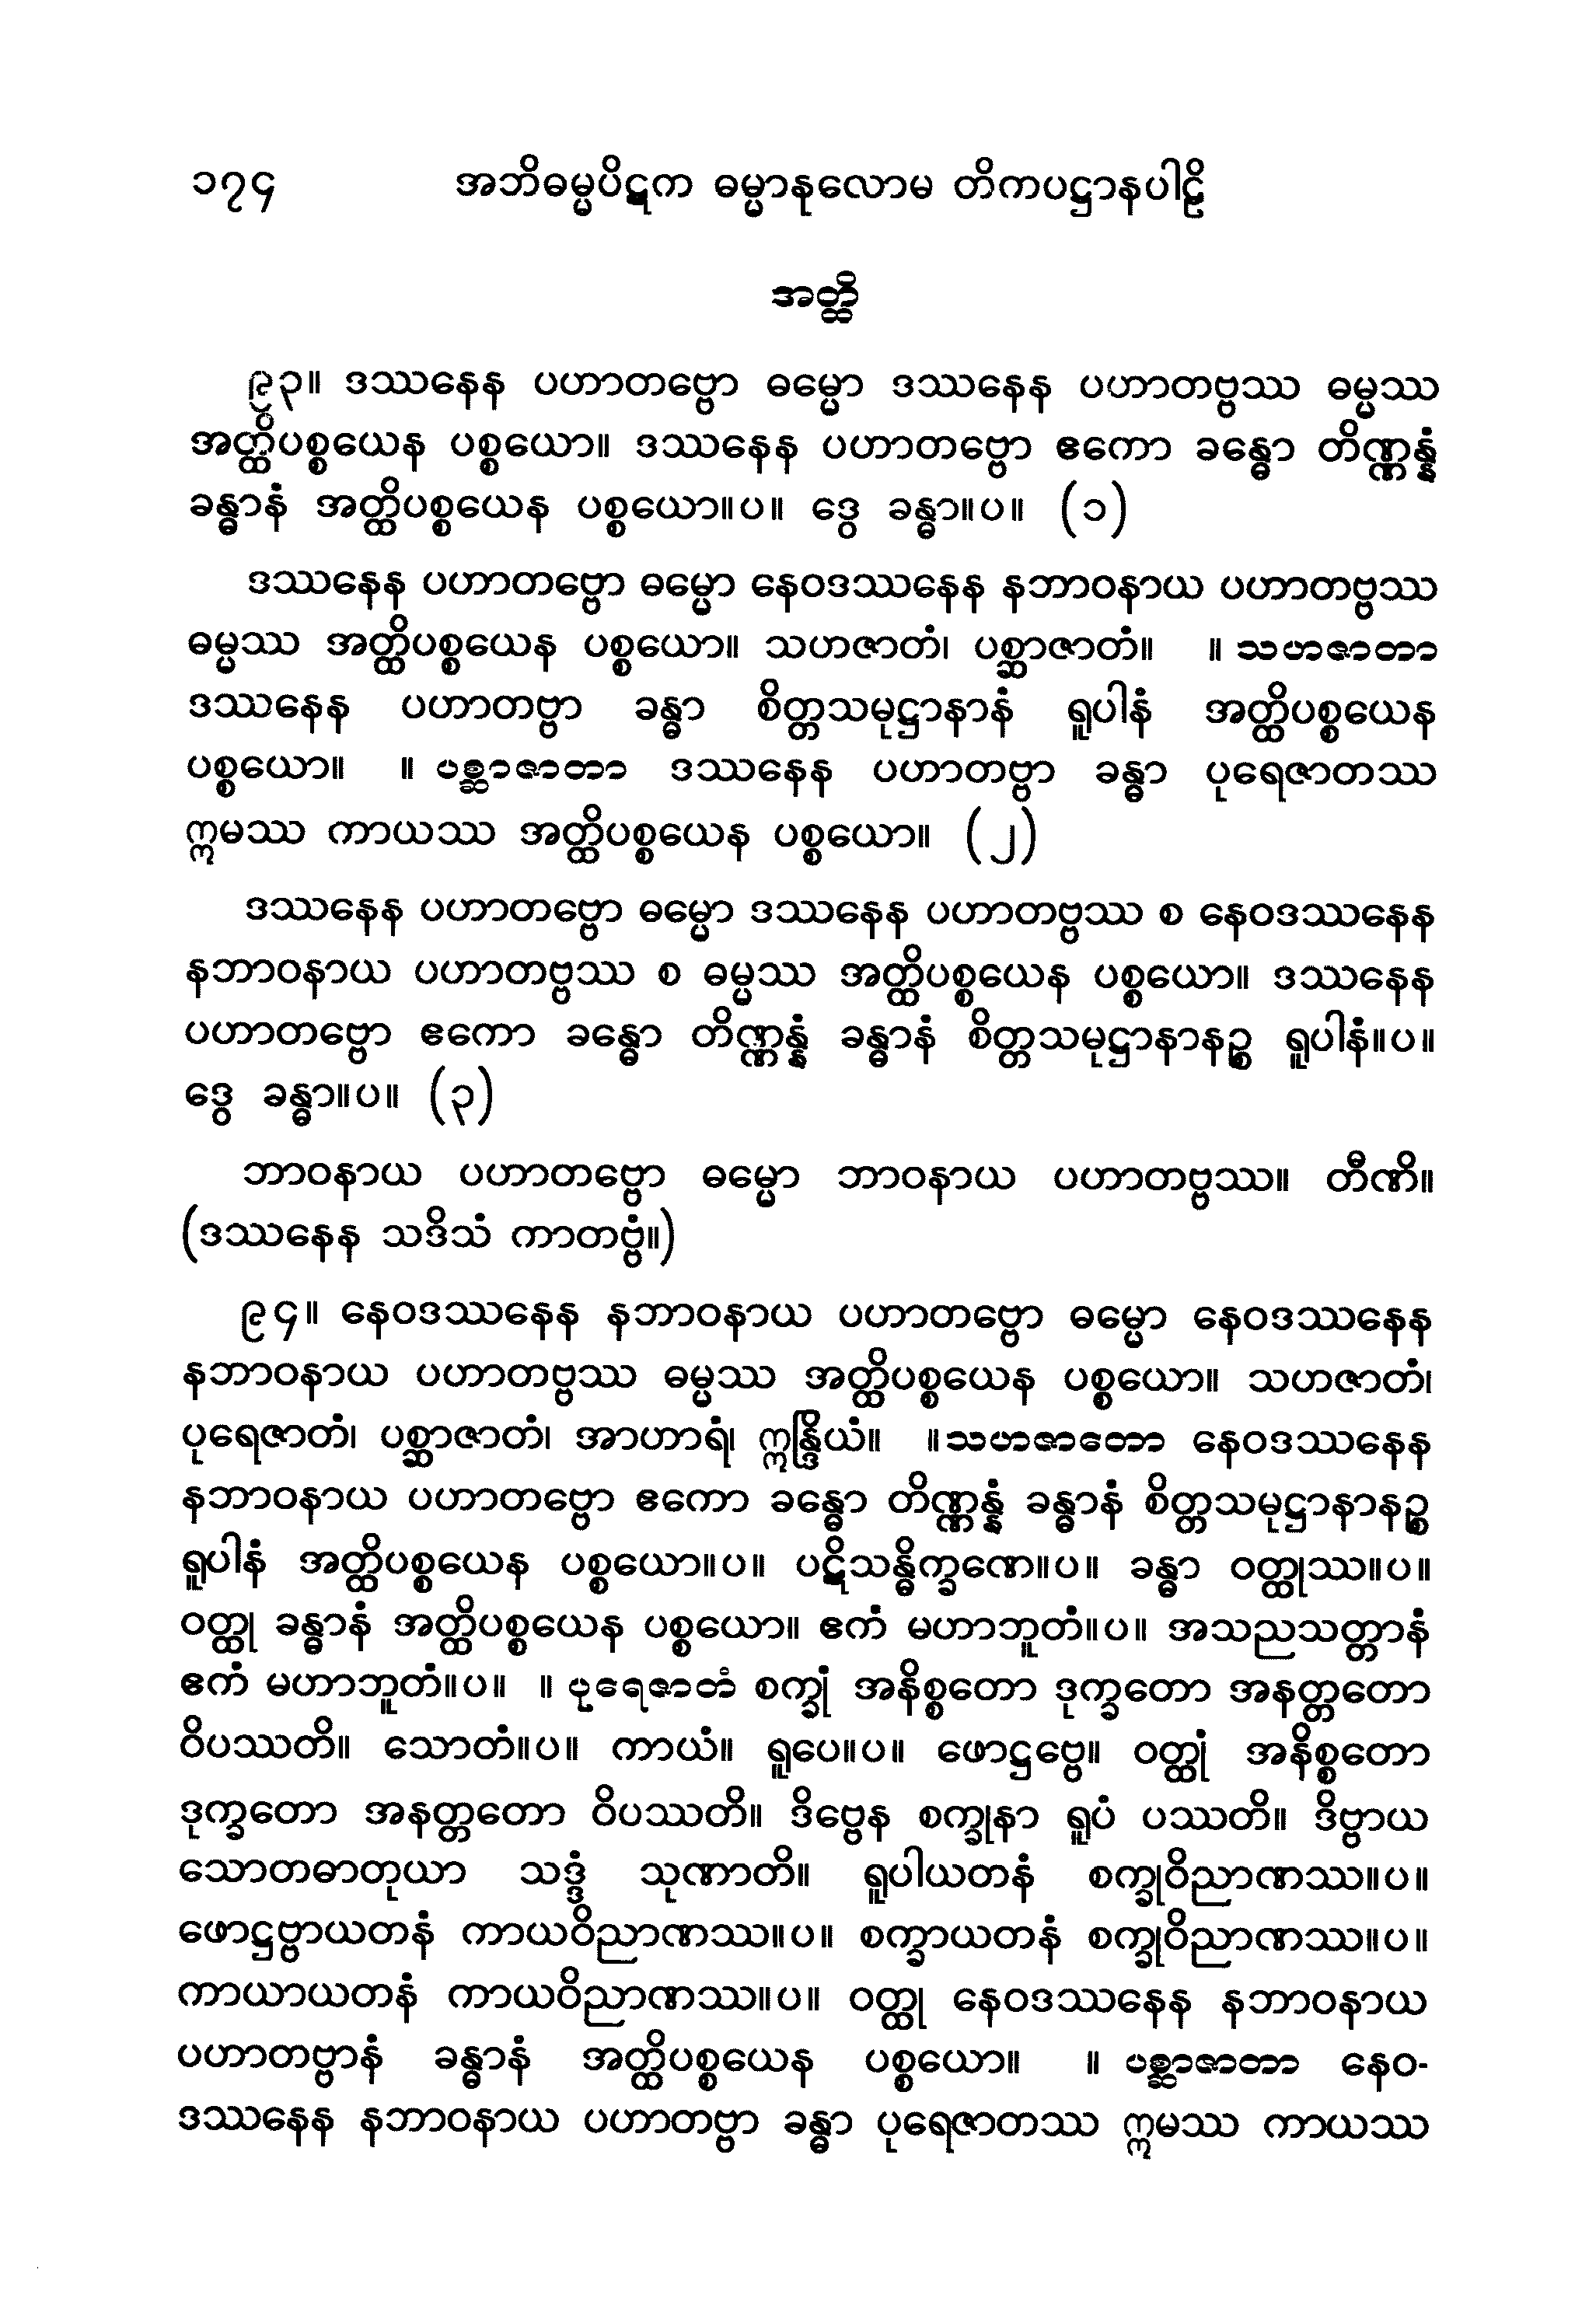 ၁၇၄ အဘိဓမ္မပိဋက ဓမ္မာနုလောမ တိကပဋ္ဌာနပါဠိ
အတ္ထိ
၉၃။ ဒဿနေန ပဟာတဗ္ဗော ဓမ္မော ဒဿနေန ပဟာတဗ္ဗဿ ဓမ္မဿ
အတ္ထိပစ္စယေန ပစ္စယော။ ဒဿနေန ပဟာတဗ္ဗော ဧကော ခန္ဓော တိဏ္ဏန္နံ
ခန္ဓာနံ အတ္ထိပစ္စယေန ပစ္စယော။ပ။ ဒွေ ခန္ဓာ။ပ။ (၁)
ဒဿနေန ပဟာတဗ္ဗော ဓမ္မော နေဝဒဿနေန နဘာဝနာယ ပဟာတဗ္ဗဿ
ဓမ္မဿ အတ္ထိပစ္စယေန ပစ္စယော။ သဟဇာတံ၊ ပစ္ဆာဇာတံ။ ။ သဟဇာတာ
ဒဿနေန ပဟာတဗ္ဗာ ခန္ဓာ စိတ္တသမုဋ္ဌာနာနံ ရူပါနံ အတ္ထိပစ္စယေန
ပစ္စယော။ ။ ပစ္ဆာဇာတာ ဒဿနေန ပဟာတဗ္ဗာ ခန္ဓာ ပုရေဇာတဿ
ဣမဿ ကာယဿ အတ္ထိပစ္စယေန ပစ္စယော။ (၂)
ဒဿနေန ပဟာတဗ္ဗော ဓမ္မော ဒဿနေန ပဟာတဗ္ဗဿ စ နေဝဒဿနေန
နဘာဝနာယ ပဟာတဗ္ဗဿ စ ဓမ္မဿ အတ္ထိပစ္စယေန ပစ္စယော။ ဒဿနေန
ပဟာတဗ္ဗော ဧကော ခန္ဓော တိဏ္ဏန္နံ ခန္ဓာနံ စိတ္တသမုဋ္ဌာနာနဉ္စ ရူပါနံ။ပ။
ဒွေ ခန္ဓာ။ပ။ (၃)
ဘာဝနာယ ပဟာတဗ္ဗော ဓမ္မော ဘာဝနာယ ပဟာတဗ္ဗဿ။ တီဏိ။
(ဒဿနေန သဒိသံ ကာတဗ္ဗံ။)
၉၄။ နေဝဒဿနေန နဘာဝနာယ ပဟာတဗ္ဗော ဓမ္မော နေဝဒဿနေန
နဘာဝနာယ ပဟာတဗ္ဗဿ ဓမ္မဿ အတ္ထိပစ္စယေန ပစ္စယော။ သဟဇာတံ၊
ပုရေဇာတံ၊ ပစ္ဆာဇာတံ၊ အာဟာရံ၊ ဣန္ဒြိယံ။ ။သဟဇာတော နေဝဒဿနေန
နဘာဝနာယ ပဟာတဗ္ဗော ဧကော ခန္ဓော တိဏ္ဏန္နံ ခန္ဓာနံ စိတ္တသမုဋ္ဌာနာနဉ္စ
ရူပါနံ အတ္ထိပစ္စယေန ပစ္စယော။ပ။ ပဋိသန္ဓိက္ခဏေ။ပ။ ခန္ဓာ ဝတ္ထုဿ။ပ။
ဝတ္ထု ခန္ဓာနံ အတ္ထိပစ္စယေန ပစ္စယော။ ဧကံ မဟာဘူတံ။ပ။ အသညသတ္တာနံ
ဧကံ မဟာဘူတံ။ပ။ ။ ပုရေဇာတံ စက္ခုံ အနိစ္စတော ဒုက္ခတော အနတ္တတော
ဝိပဿတိ။ သောတံ။ပ။ ကာယံ။ ရူပေ။ပ။ ဖောဋ္ဌဗ္ဗေ။ ဝတ္ထုံ အနိစ္စတော
ဒုက္ခတော အနတ္တတော ဝိပဿတိ။ ဒိဗ္ဗေန စက္ခုနာ ရူပံ ပဿတိ။ ဒိဗ္ဗာယ
သောတဓာတုယာ သဒ္ဒံ သုဏာတိ။ ရူပါယတနံ စက္ခုဝိညာဏဿ။ပ။
ဖောဋ္ဌဗ္ဗာယတနံ ကာယဝိညာဏဿ။ပ။ စက္ခာယတနံ စက္ခုဝိညာဏဿ။ပ။
ကာယာယတနံ ကာယဝိညာဏဿ။ပ။ ဝတ္ထု နေဝဒဿနေန နဘာဝနာယ
ပဟာတဗ္ဗာနံ ခန္ဓာနံ အတ္ထိပစ္စယေန ပစ္စယော။ ။ ပစ္ဆာဇာတာ နေဝ-
ဒဿနေန နဘာဝနာယ ပဟာတဗ္ဗာ ခန္ဓာ ပုရေဇာတဿ ဣမဿ ကာယဿ